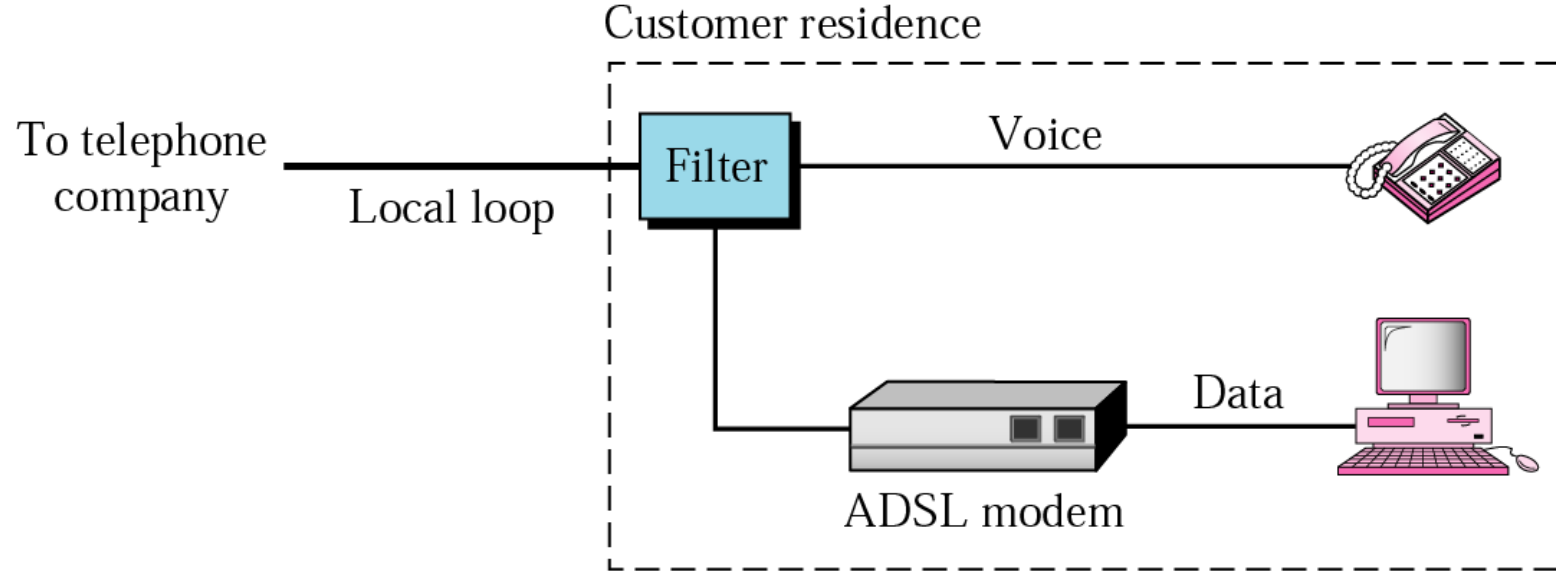 Customer residence
To telephone
company
Local loop
Filter
Voice
Data
ADSL modem